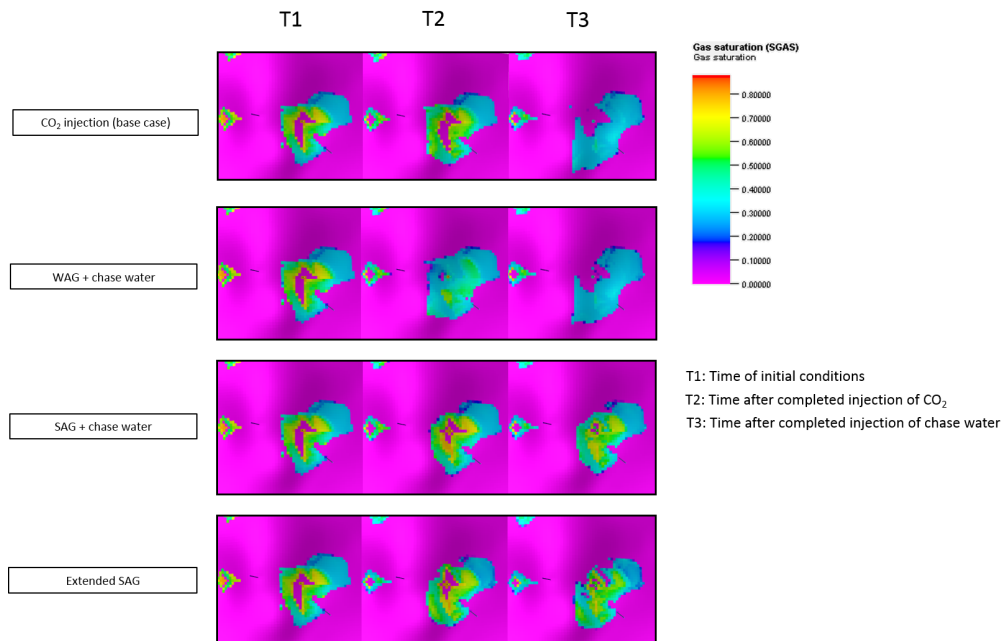 T1 T2 T3
Gas saturation (SGAS)
Gas saturation
0.80000
0.70000
0.60000
0.50000
0.40000
0.30000
0.20000
0.10000
0.00000
CO₂ injection (base case)
WAG + chase water
T1: Time of initial conditions
T2: Time after completed injection of CO₂
T3: Time after completed injection of chase water
SAG + chase water
Extended SAG